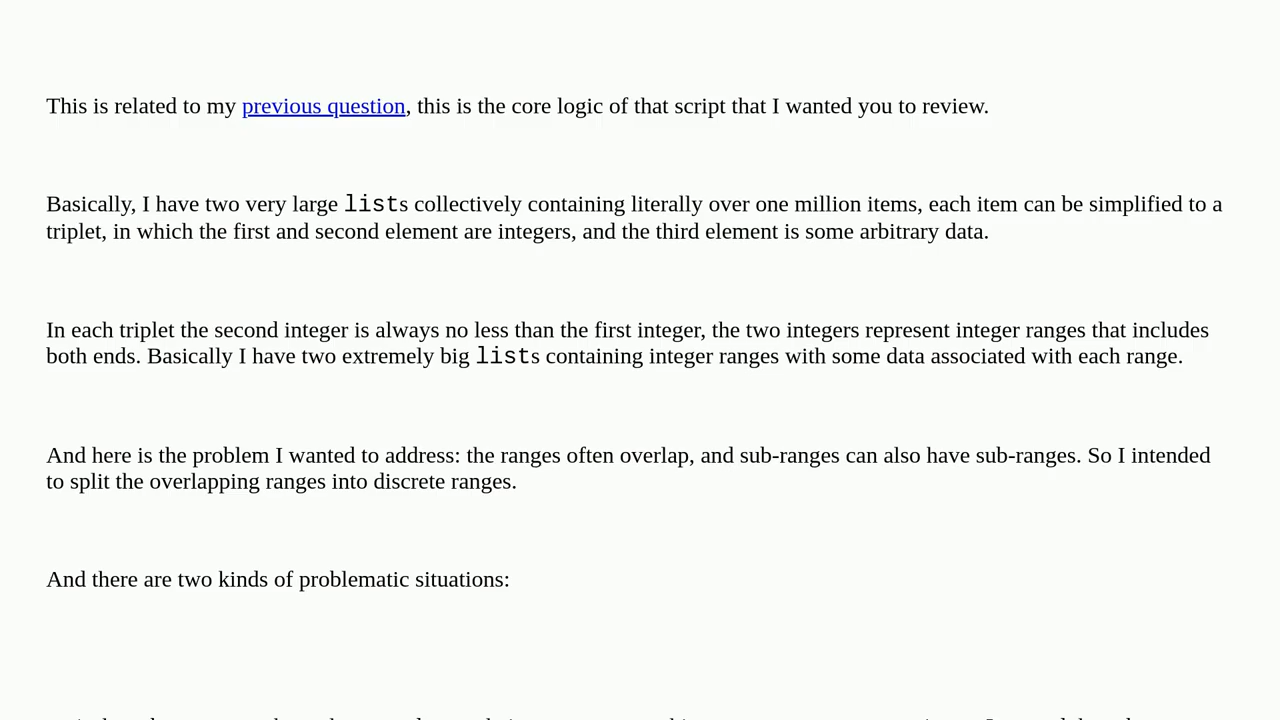 This is related to my previous question, this is the core logic of that script that I wanted you to review.
Basically, I have two very large lists collectively containing literally over one million items, each item can be simplified to a
triplet, in which the first and second element are integers, and the third element is some arbitrary data.
In each triplet the second integer is always no less than the first integer, the two integers represent integer ranges that includes
both ends. Basically I have two extremely big lists containing integer ranges with some data associated with each range.
And here is the problem I wanted to address: the ranges often overlap, and sub-ranges can also have sub-ranges. So I intended
to split the overlapping ranges into discrete ranges.
And there are two kinds of problematic situations: